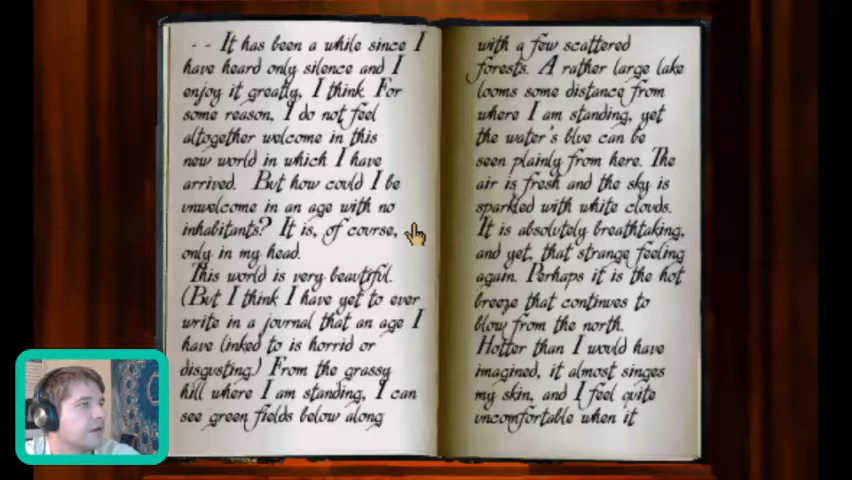 -- It has been a while since I
have heard only silence and I
enjoy it greatly, I think. For
some reason, I do not feel
altogether welcome in this
new world in which I have
arrived. But how could I be
unwelcome in an age with no
inhabitants? It is, of course,
only in my head.
This world is very beautiful.
(But I think I have yet to ever
write in a journal that an age I
have linked to is horrid or
disgusting.) From the grassy
hill where I am standing, I can
see green fields below along
with a few scattered
forests. A rather large lake
looms some distance from
where I am standing, yet
the water's blue can be
seen plainly from here. The
air is fresh and the sky is
sparkled with white clouds.
It is absolutely breathtaking,
and yet, that strange feeling
again. Perhaps it is the hot
breeze that continues to
blow from the north.
Hotter than I would have
imagined, it almost singes
my skin, and I feel quite
uncomfortable when it